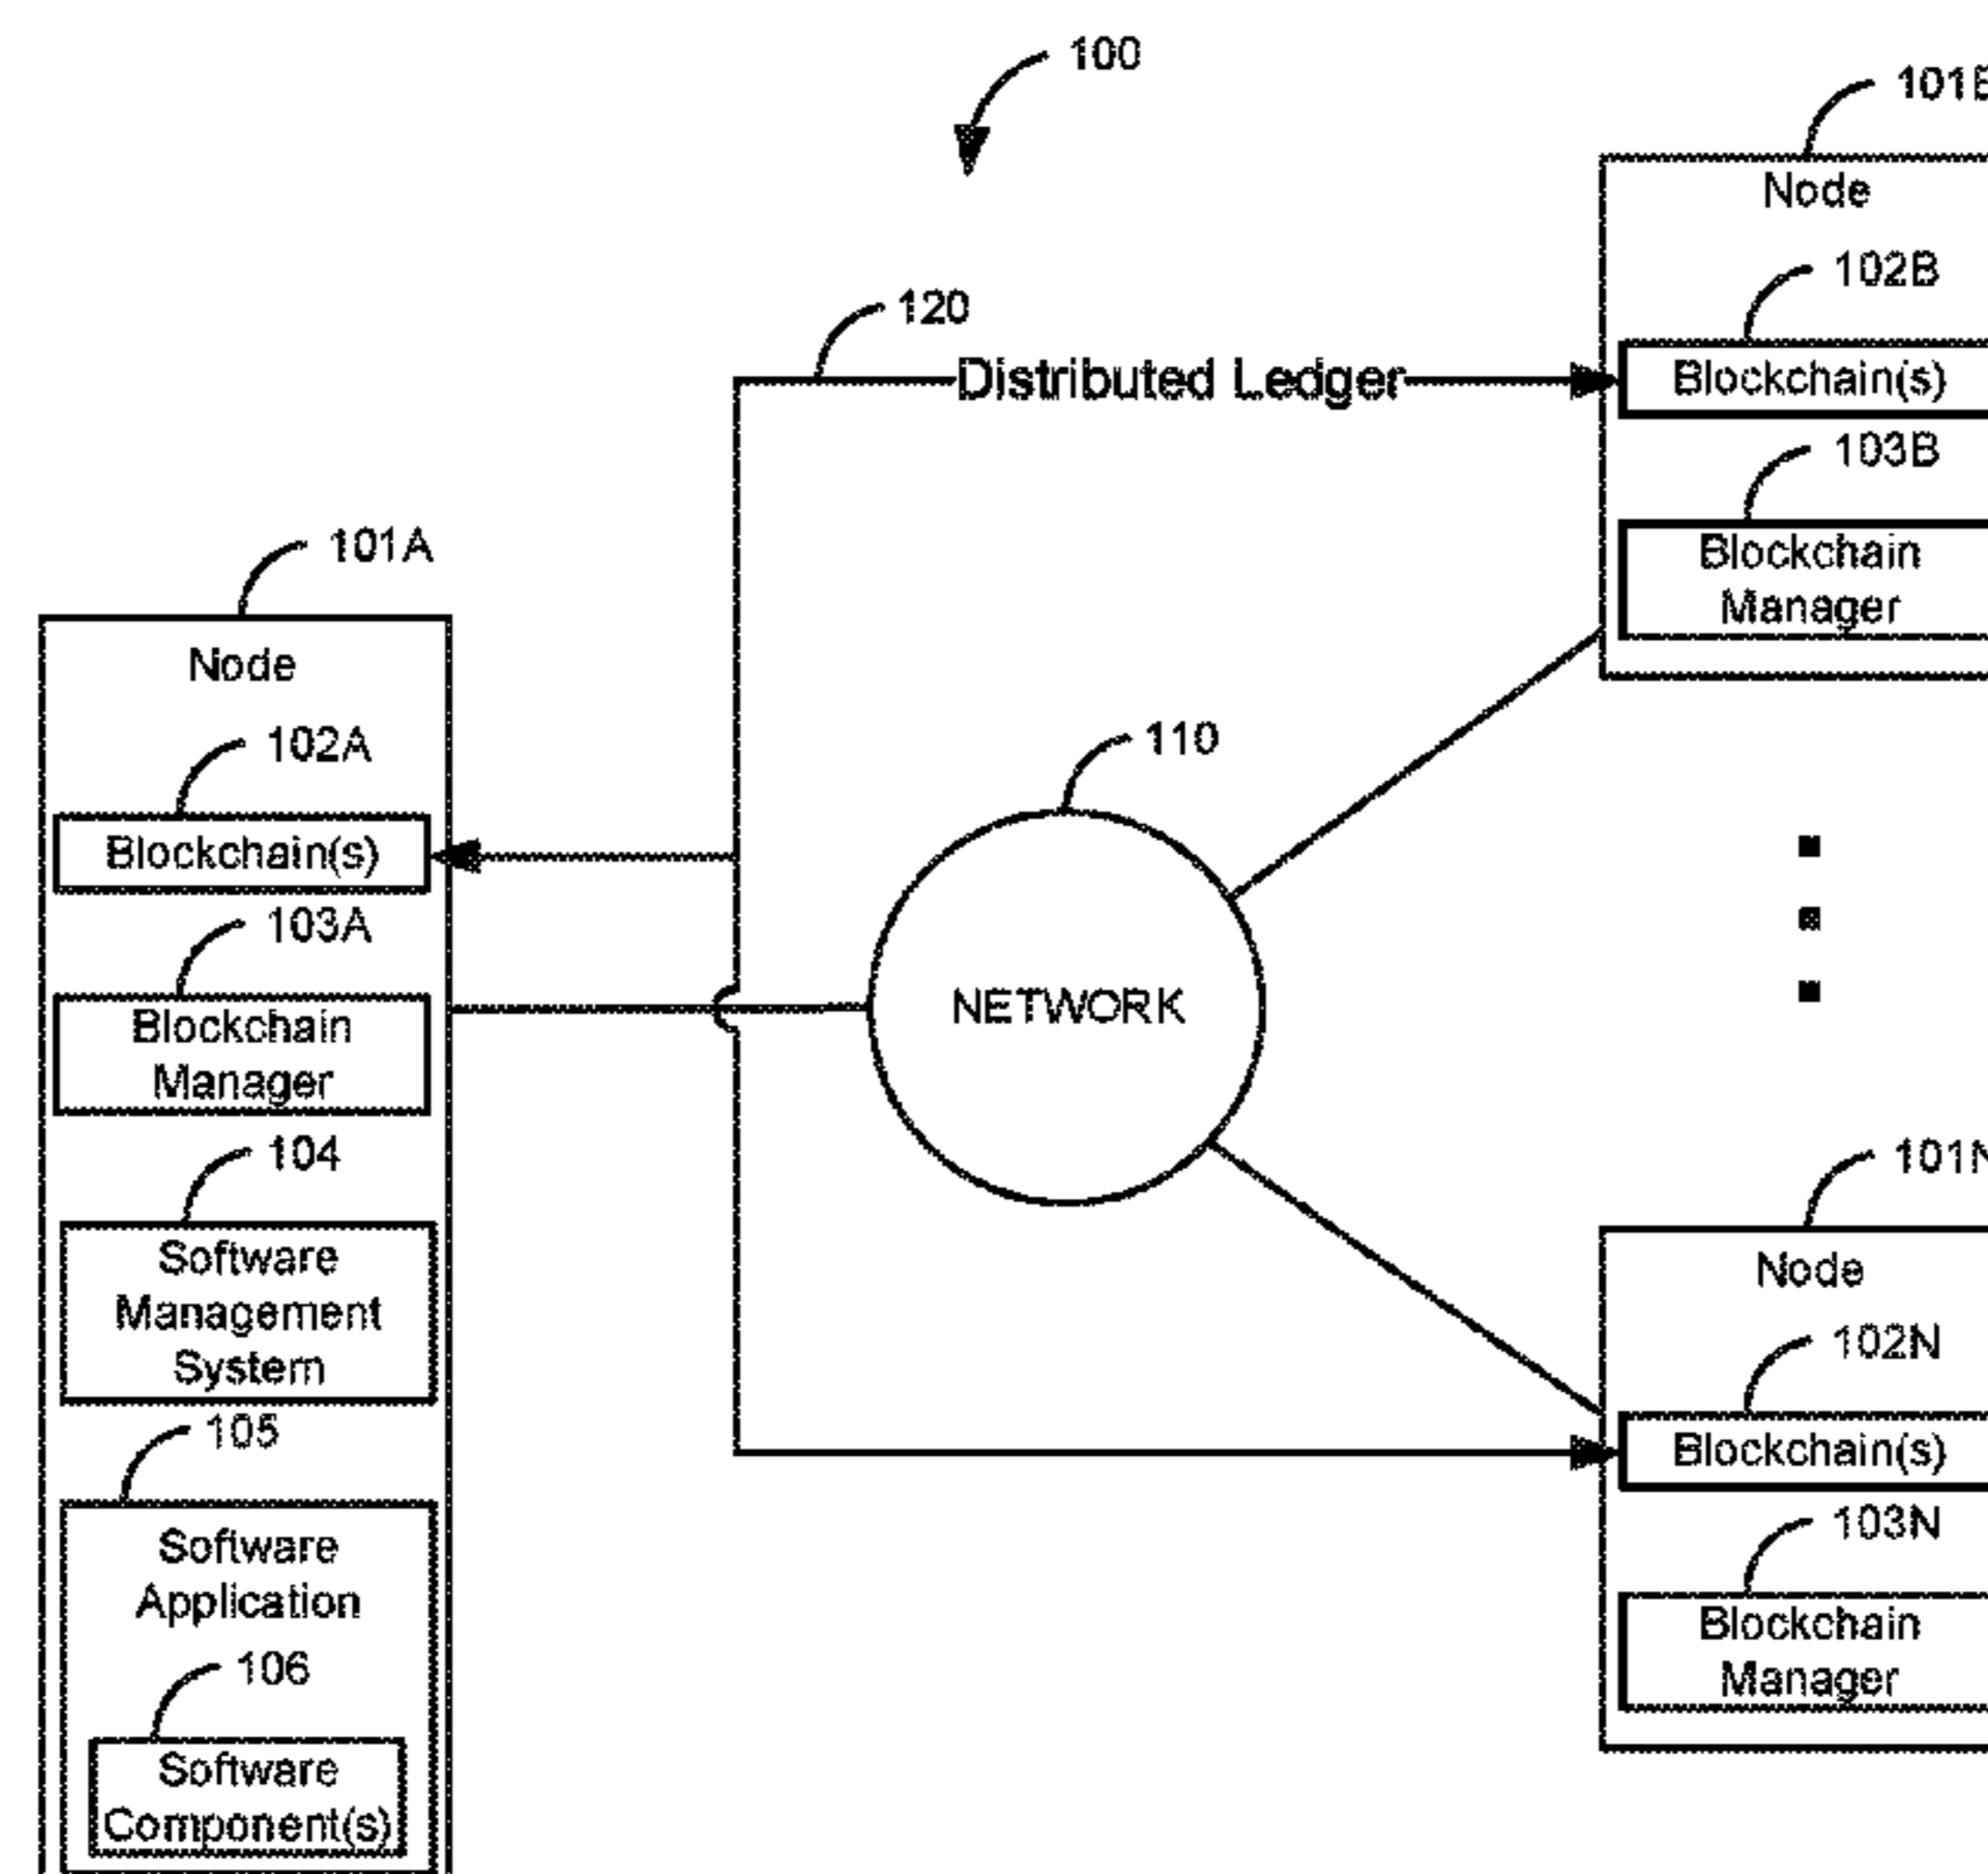 100
101B
Node
102B
120
Distributed Ledger
Blockchain(s)
103B
Blockchain
Manager
101A
Node
102A
110
Blockchain(s)
103A
NETWORK
Blockchain
Manager
104
101N
Software
Management
System
Node
102N
105
Blockchain(s)
103N
Software
Application
106
Blockchain
Manager
Software
Component(s)